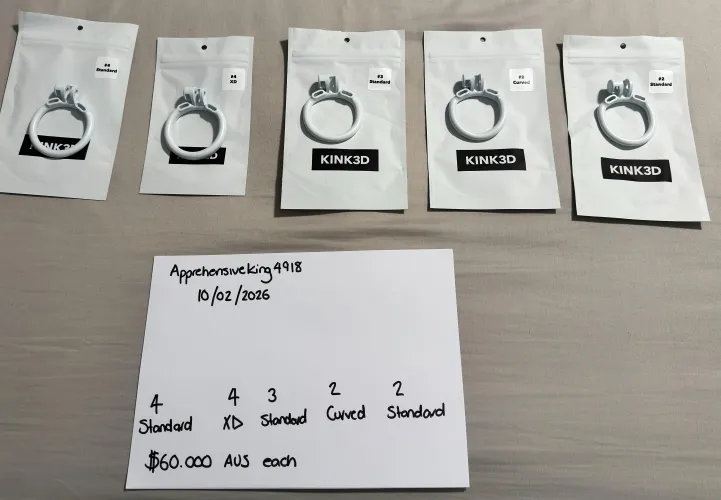 #4
Standard
#4
XD
#3
Standard
#2
Curved
#2
Standard
KINK3D
KINK3D
KINK3D
KINK3D
Apprehensiveking4918
10/02/2026
4 4 3 2 2
Standard XD Standard Curved Standard
$60.000 AUS each